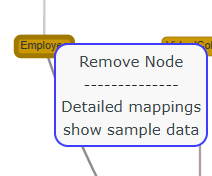 Employe
Remove Node
--------------
Detailed mappings
show sample data